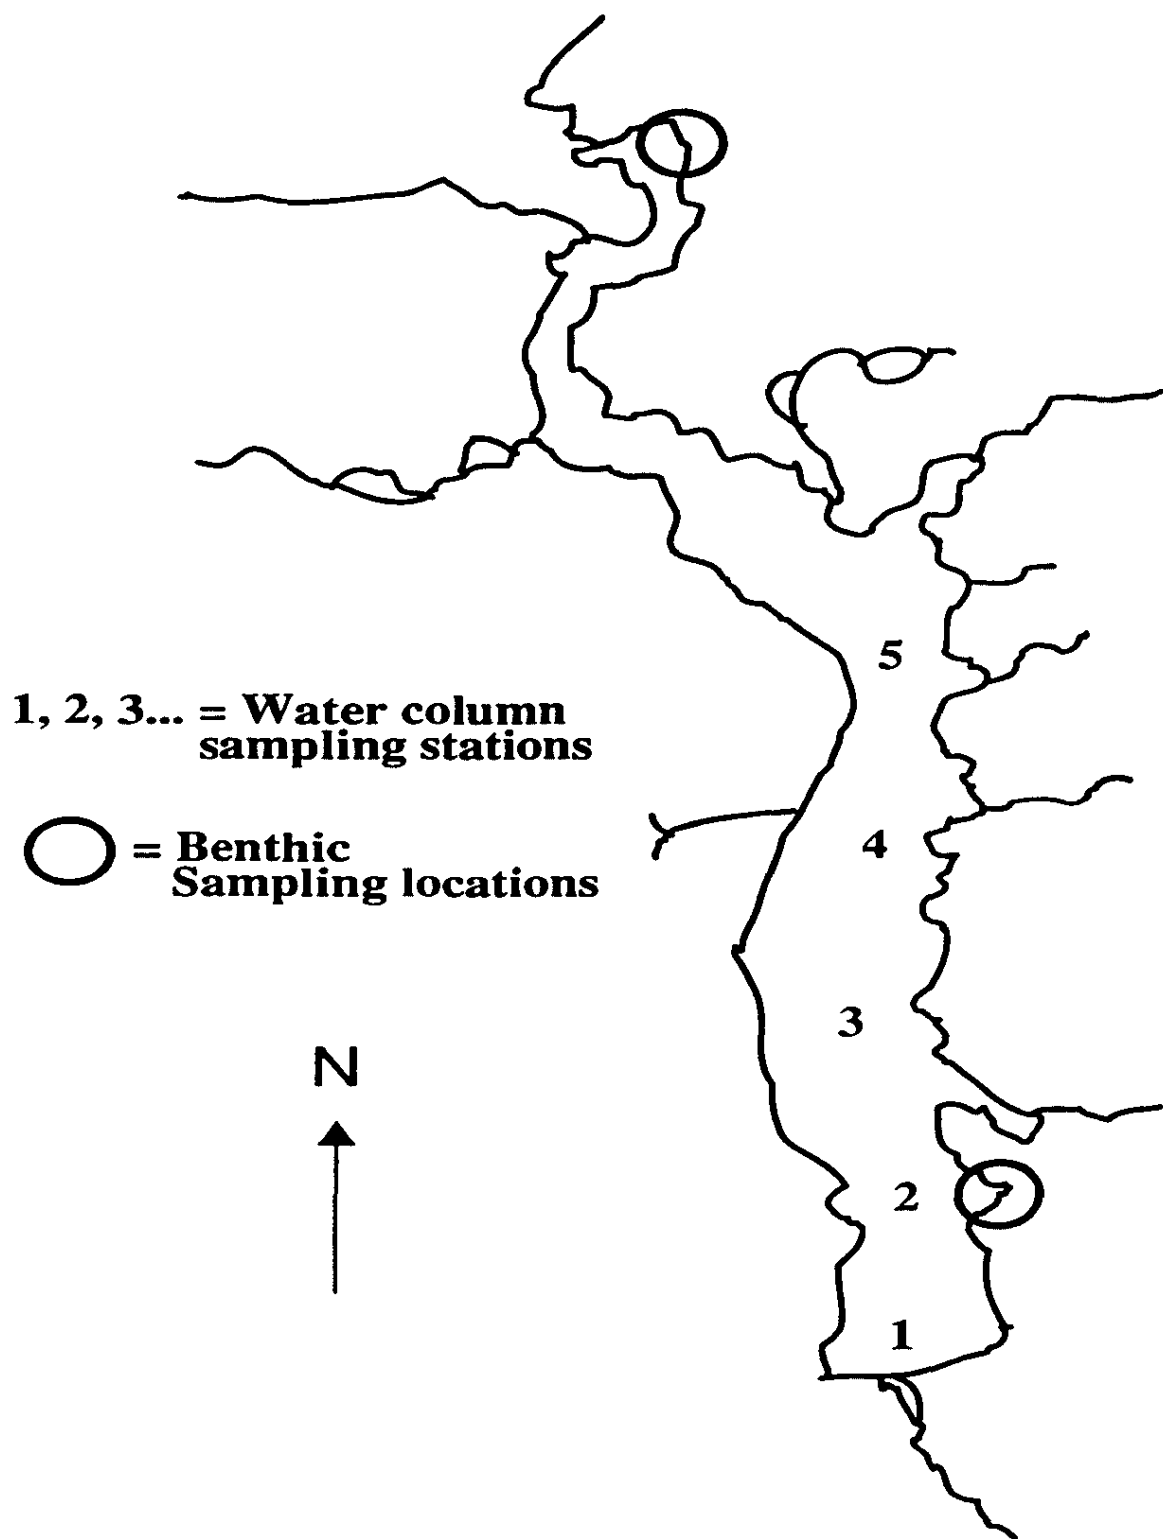 5
1, 2, 3... = Water column
sampling stations
4
= Benthic
Sampling locations
3
N
2
1